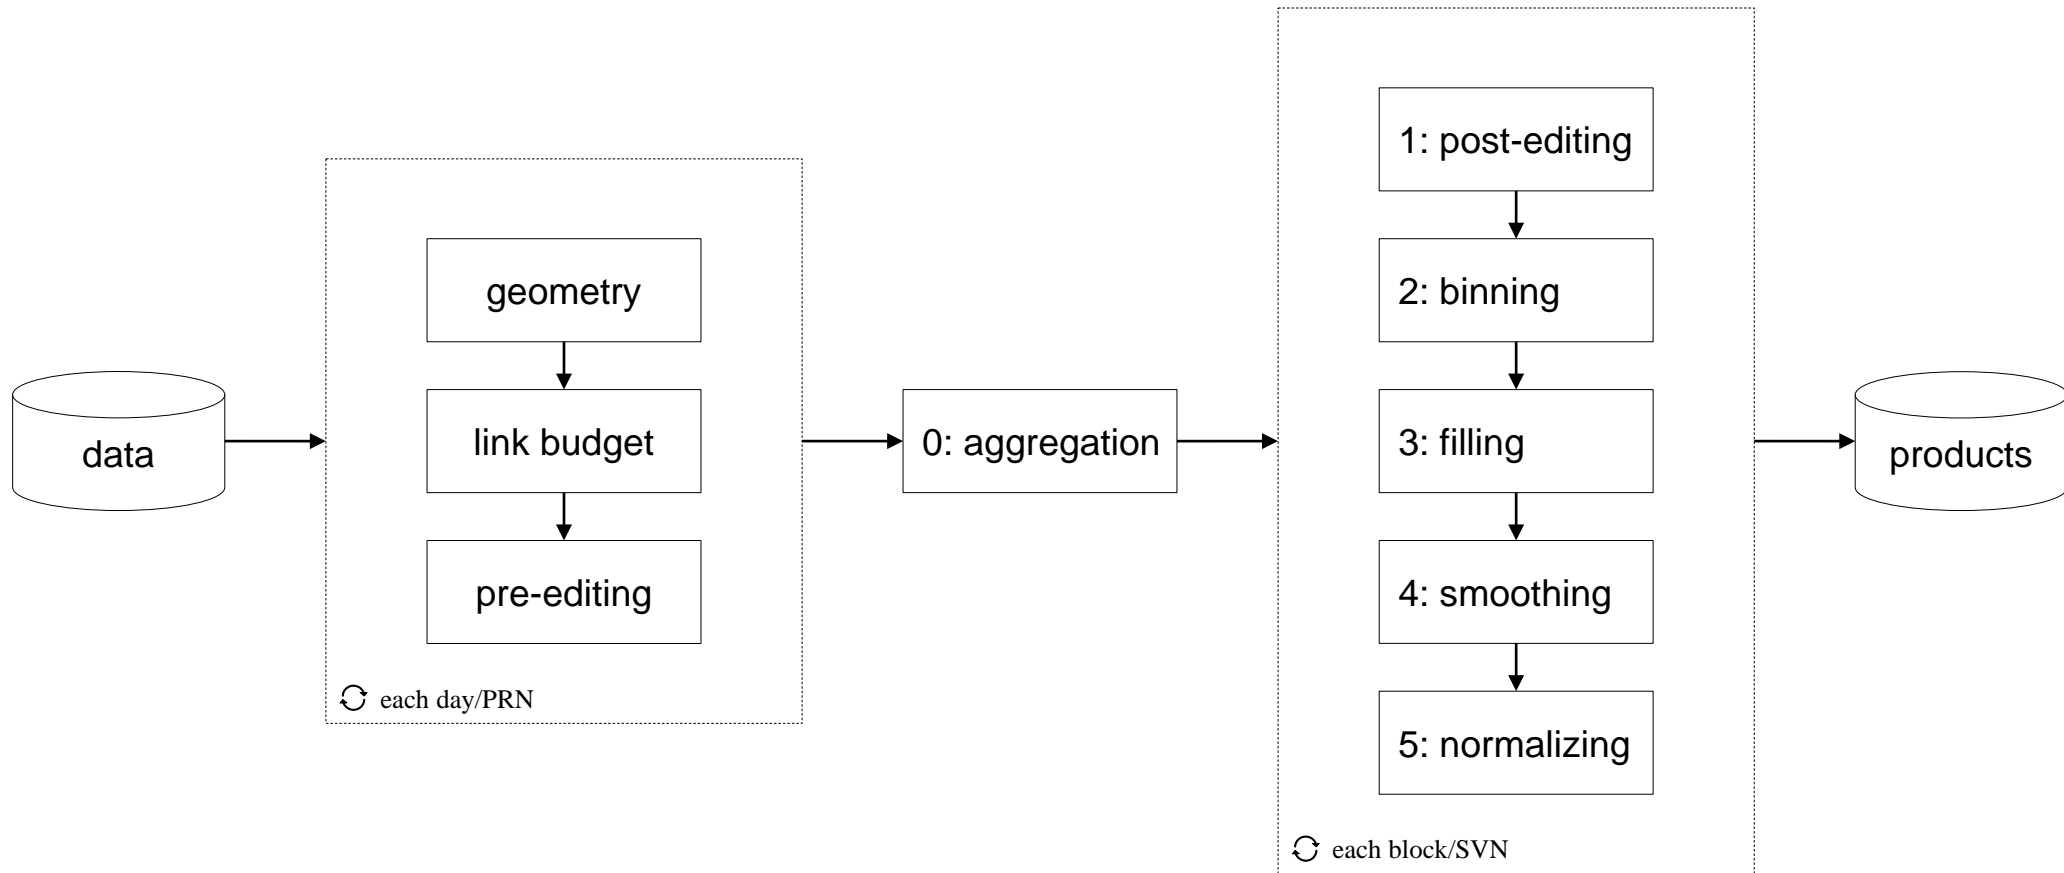 data
geometry
link budget
pre-editing
each day/PRN
0: aggregation
1: post-editing
2: binning
3: filling
4: smoothing
5: normalizing
each block/SVN
products